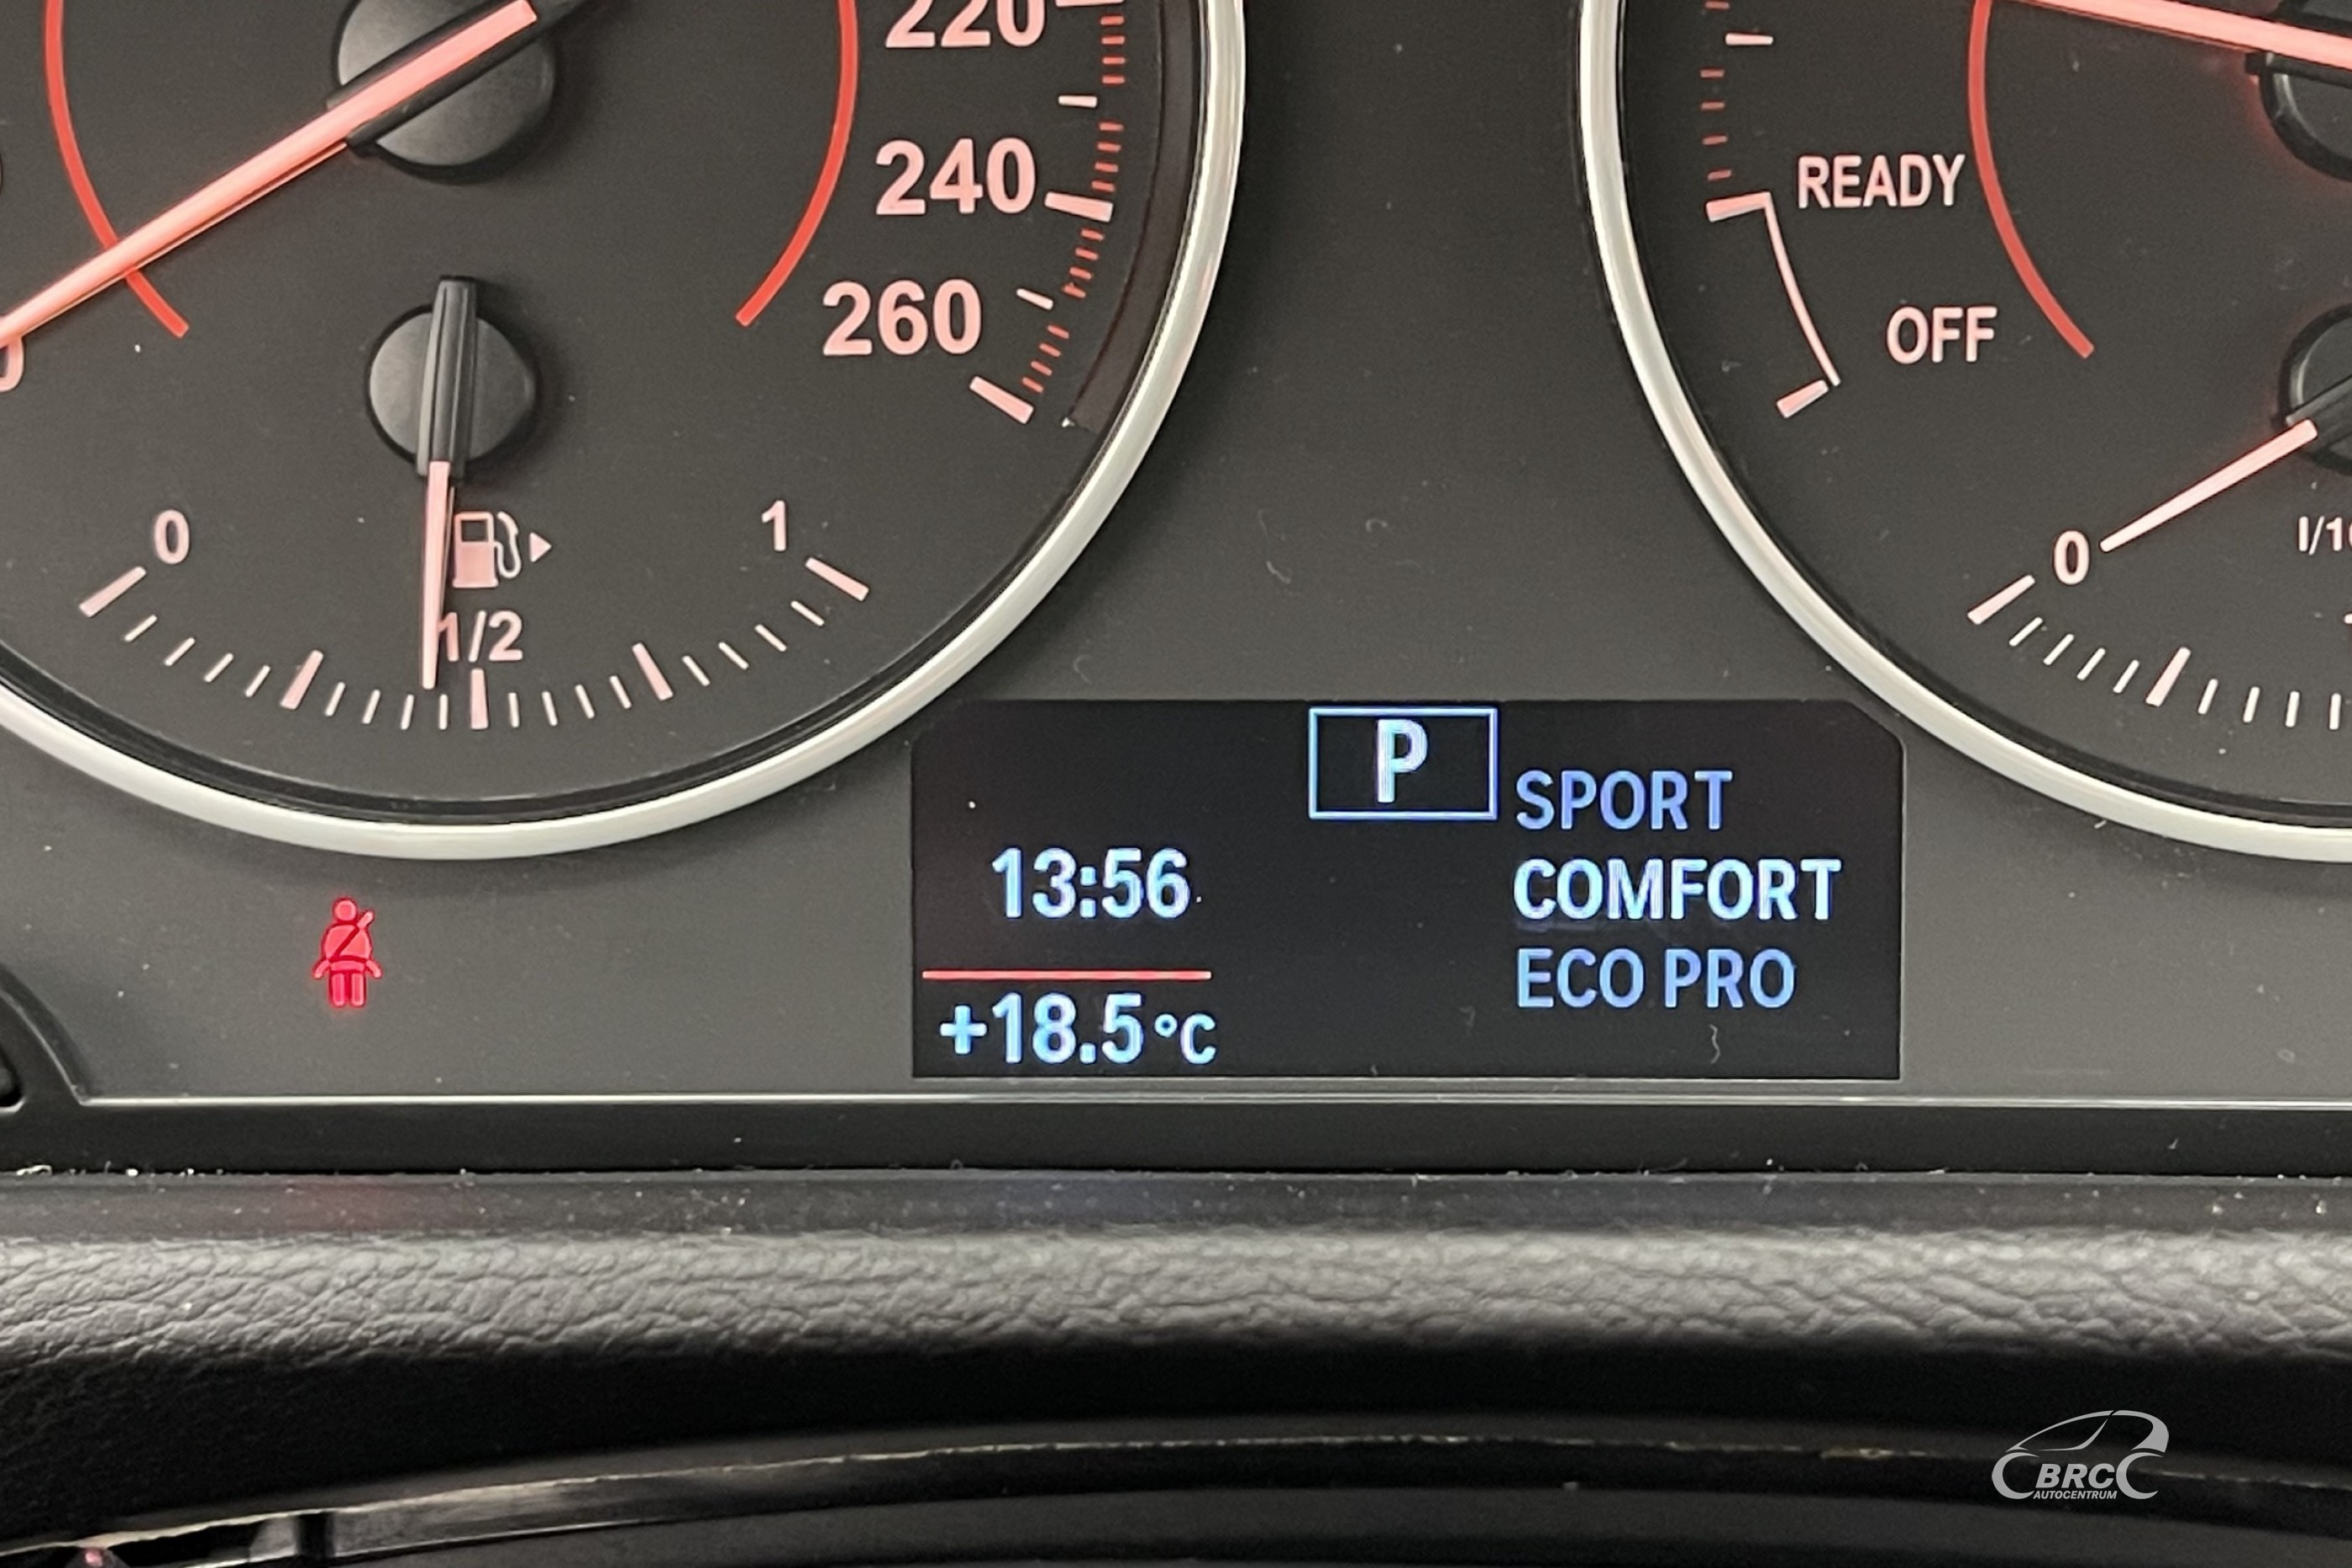 220
240
260
0
0
1/2
1
READY
OFF
0
P
SPORT
COMFORT
ECO PRO
13:56
+18.5°C
BRC
AUTOCENTRUM